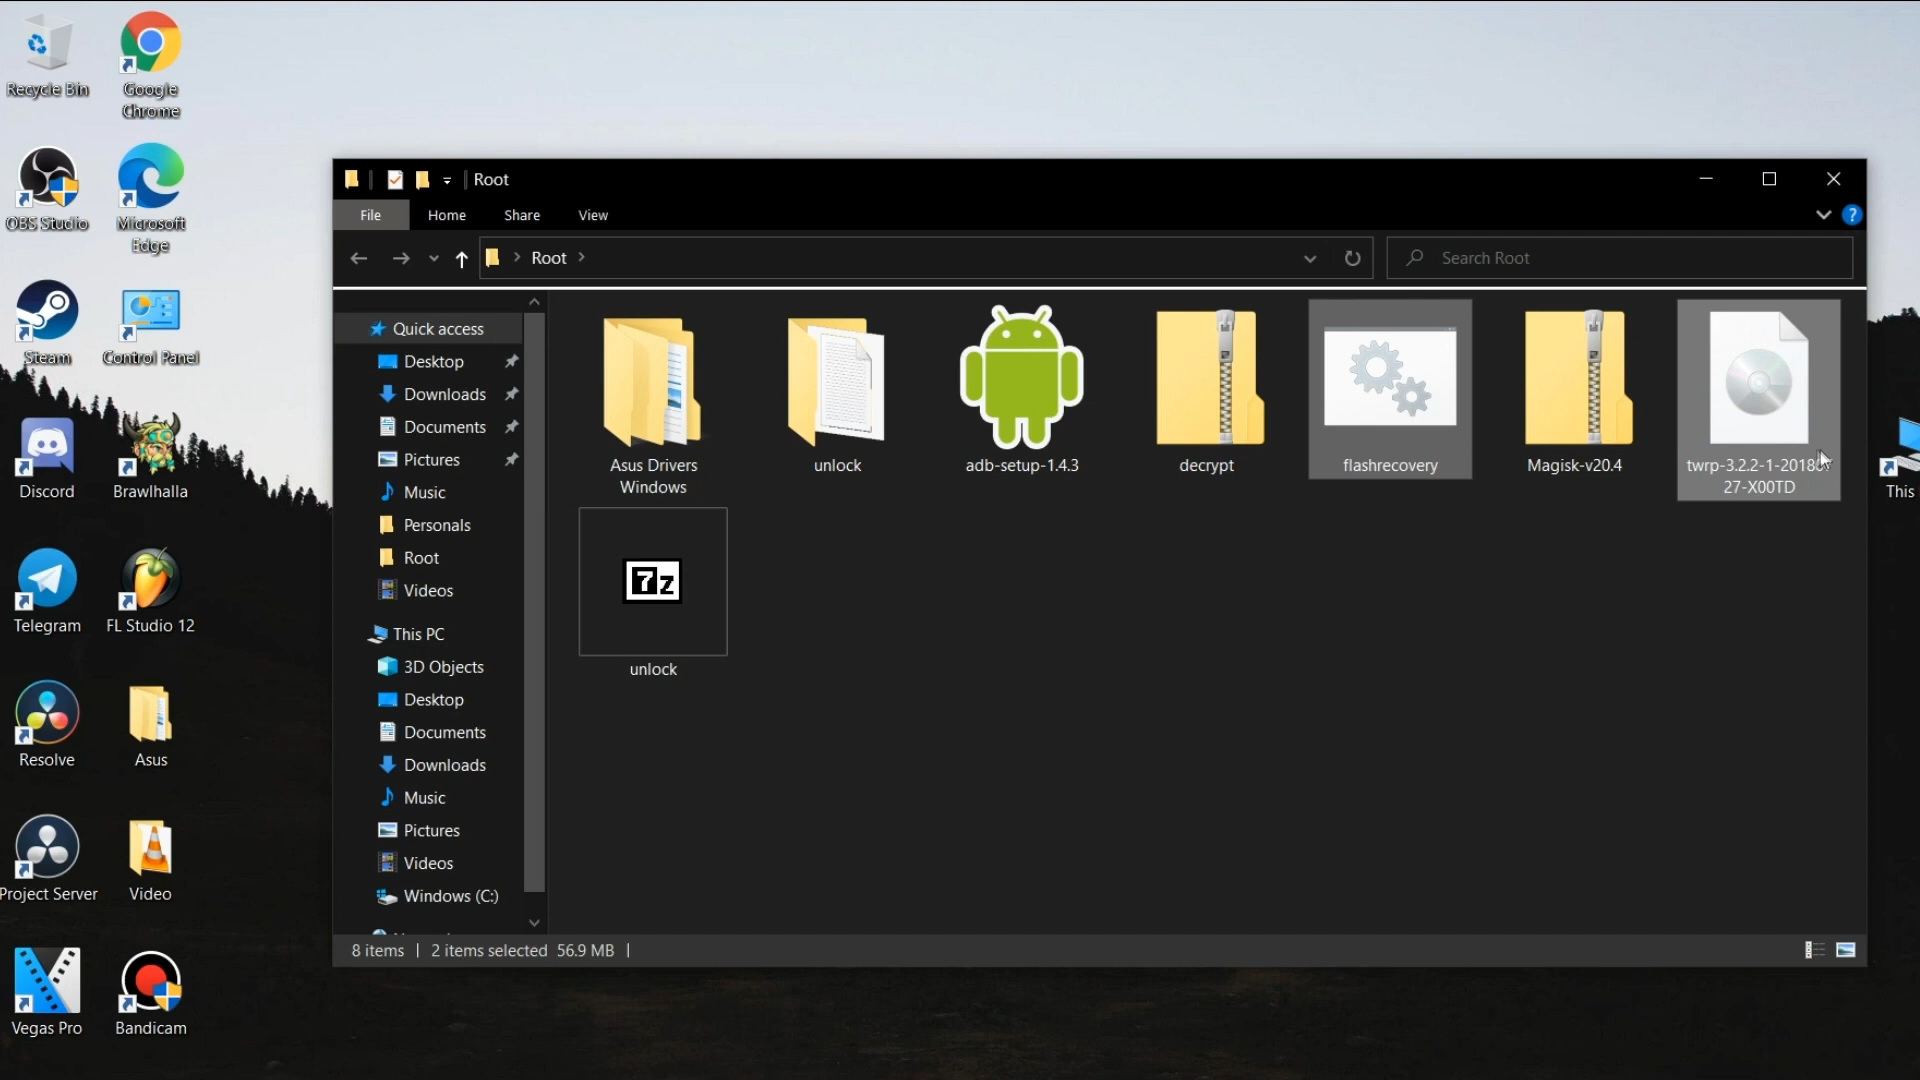 Recycle Bin
Google
Chrome
OBS Studio
Microsoft
Edge
Steam
Control Panel
Discord
Brawlhalla
Telegram
FL Studio 12
Resolve
Asus
Project Server
Video
Vegas Pro
Bandicam
Root
File
Home
Share
View
?
Root
Search Root
Quick access
Desktop
Downloads
Documents
Pictures
Music
Personals
Root
Videos
This PC
3D Objects
Desktop
Documents
Downloads
Music
Pictures
Videos
Windows (C:)
Asus Drivers
Windows
unlock
adb-setup-1.4.3
decrypt
flashrecovery
Magisk-v20.4
twrp-3.2.2-1-20180
27-X00TD
7z
unlock
8 items
2 items selected 56.9 MB
This